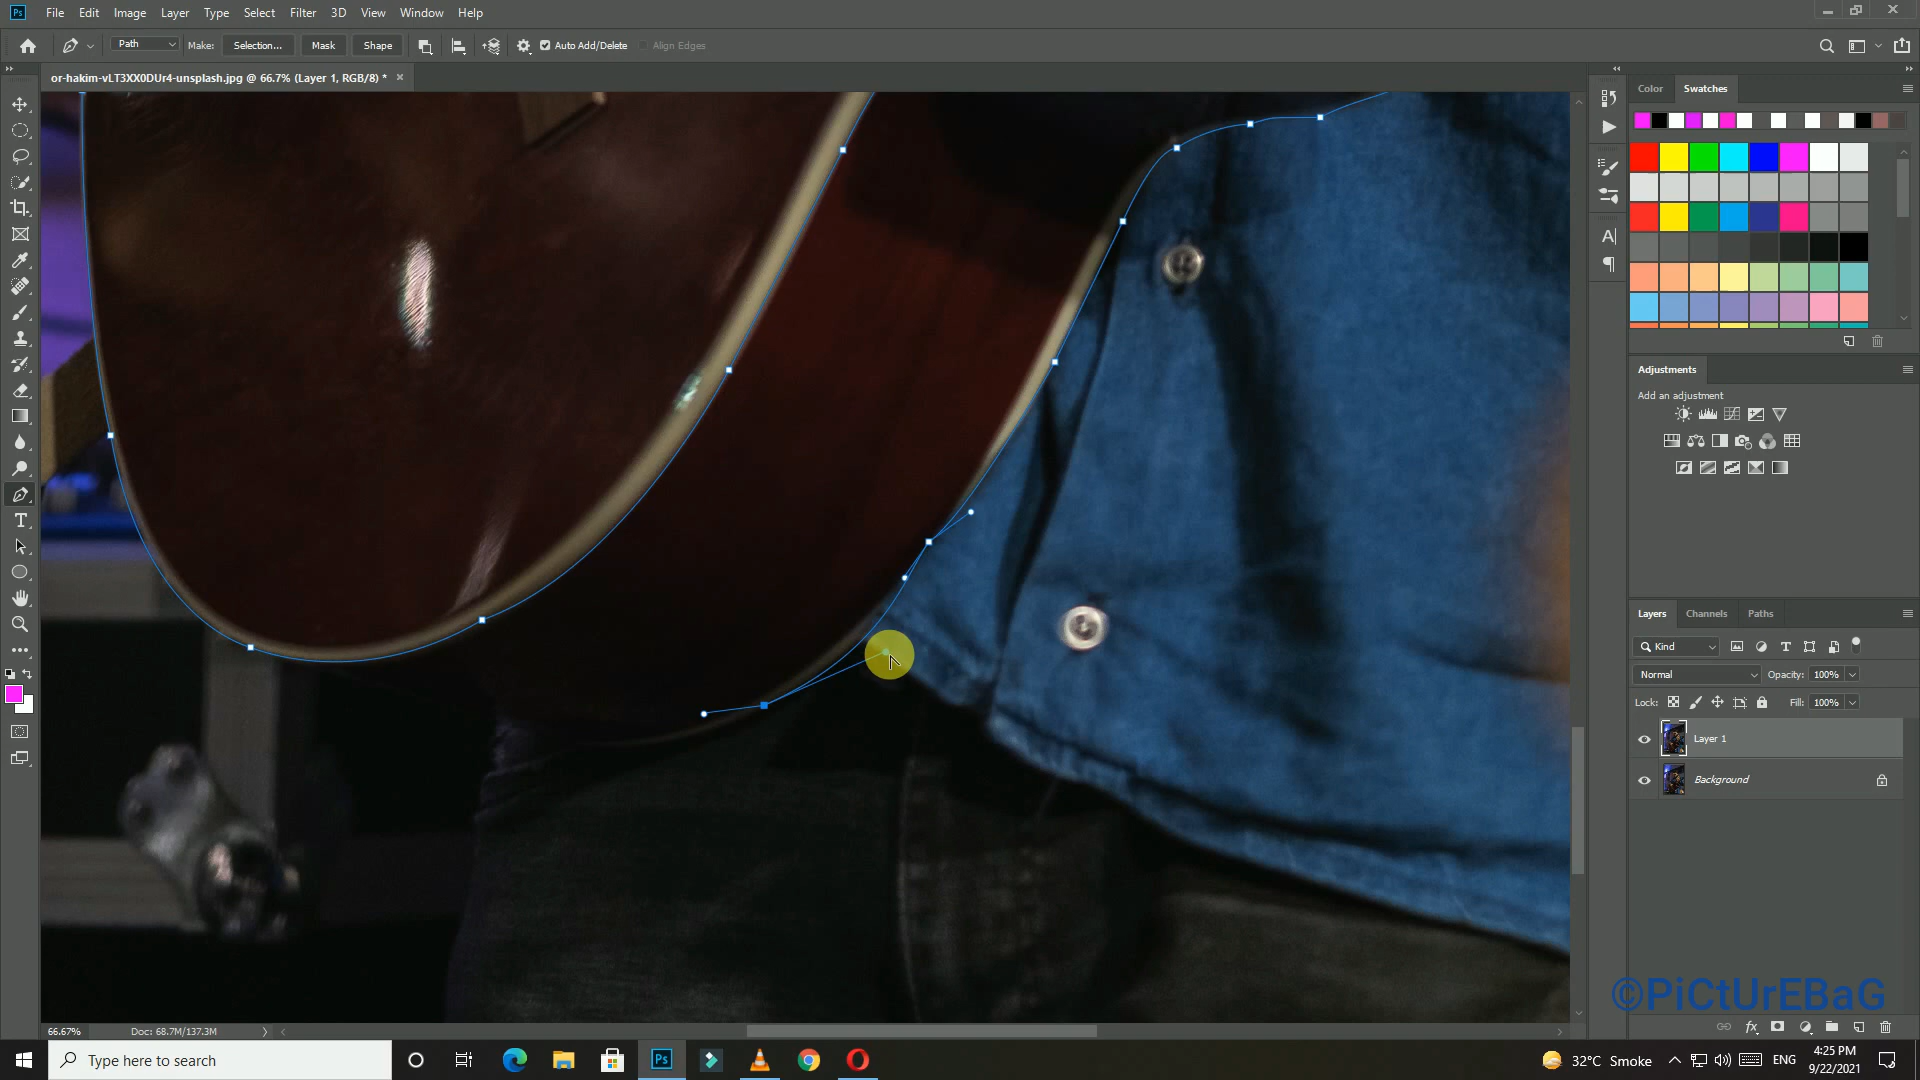 Ps File Edit Image Layer Type Select Filter 3D View Window Help
Path Make: Selection... Mask Shape Auto Add/Delete Align Edges
or-hakim-vLT3XX0DUr4-unsplash.jpg @ 66.7% (Layer 1, RGB/8) *
Color Swatches
Adjustments
Add an adjustment
Layers Channels Paths
Kind
Normal Opacity: 100%
Lock: Fill: 100%
Layer 1
Background
©PiCtUrEBaG
66.67% Doc: 68.7M/137.3M
Type here to search
Ps
32°C Smoke ENG 4:25 PM
9/22/2021